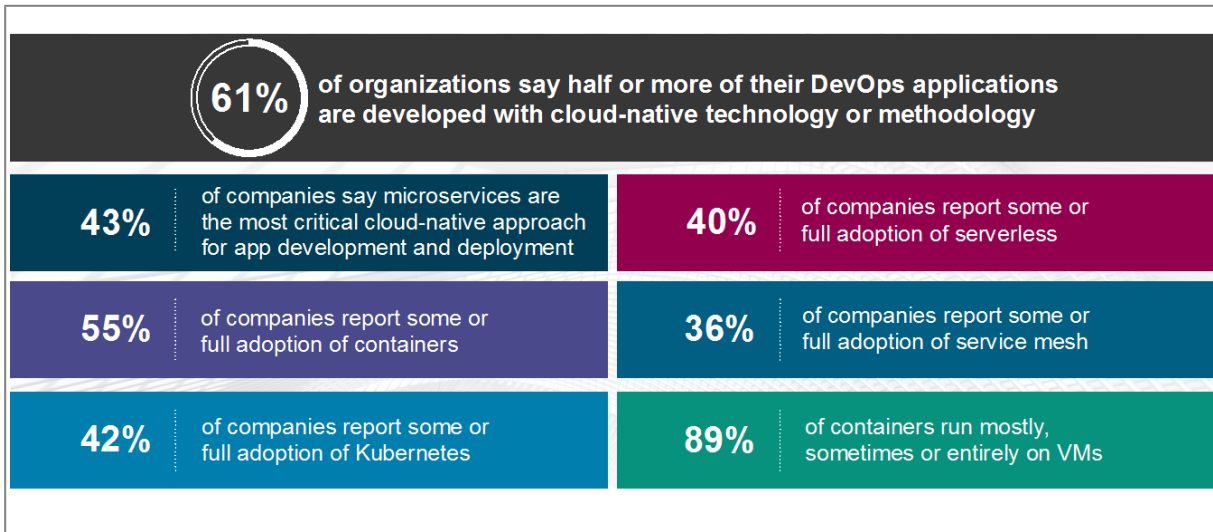 61%
of organizations say half or more of their DevOps applications
are developed with cloud-native technology or methodology
43%
of companies say microservices are
the most critical cloud-native approach
for app development and deployment
40%
of companies report some or
full adoption of serverless
55%
of companies report some or
full adoption of containers
36%
of companies report some or
full adoption of service mesh
42%
of companies report some or
full adoption of Kubernetes
89%
of containers run mostly,
sometimes or entirely on VMs